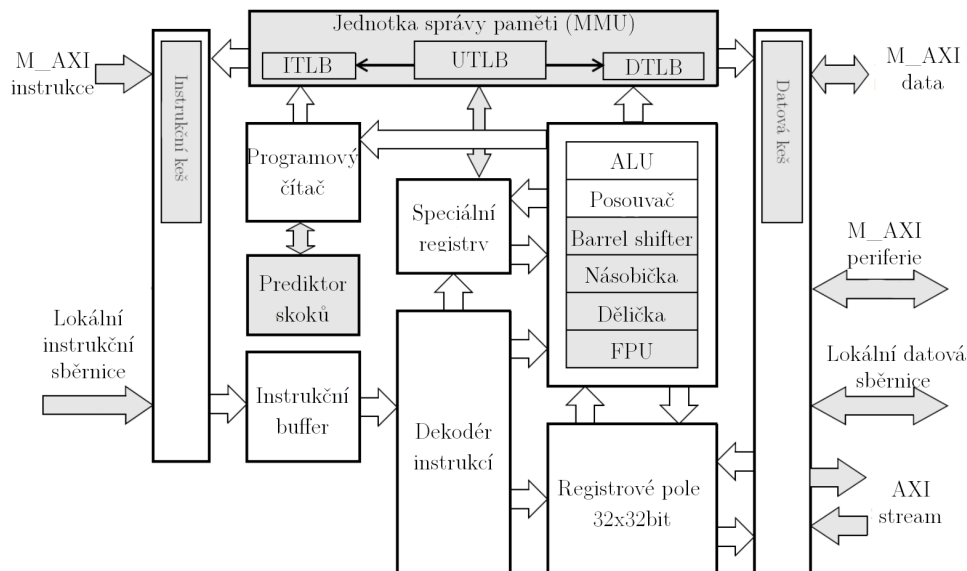 Jednotka správy paměti (MMU)
ITLB
UTLB
DTLB
M_AXI
instrukce
Instrukční keš
Datová keš
M_AXI
data
Programový
čítač
Speciální
registry
ALU
Posouvač
Barrel shifter
Násobička
Dělička
FPU
Prediktor
skoků
M_AXI
periferie
Lokální
instrukční
sběrnice
Instrukční
buffer
Dekodér
instrukcí
Registrové pole
32x32bit
Lokální datová
sběrnice
AXI
stream